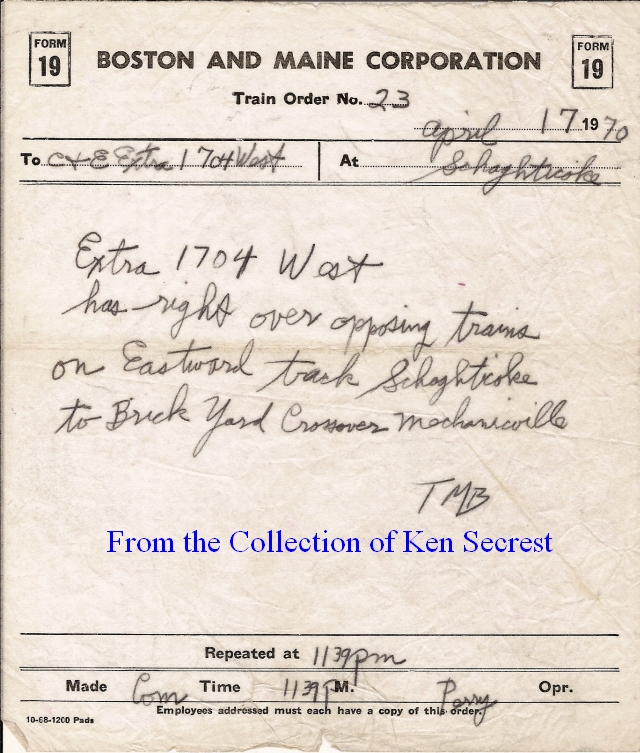 FORM 19
BOSTON AND MAINE CORPORATION
FORM 19
Train Order No. 23
April 17 1970
To C+E Extra 1704 West At Schaghticoke
Extra 1704 West
has right over opposing trains
on Eastward track Schaghticoke
to Brick Yard Crossover Mechanicville
TMB
From the Collection of Ken Secrest
Repeated at 1139pm
Made Com Time 1139P M. Perry Opr.
Employees addressed must each have a copy of this order.
10-68-1200 Pads